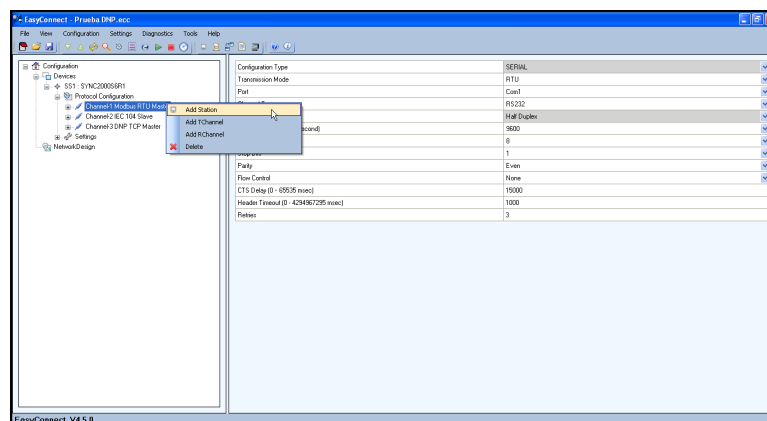 EasyConnect - Prueba DNP.ecc
File View Configuration Settings Diagnostics Tools Help
Configuration
Devices
SS1 : SYNC2000S6R1
Protocol Configuration
Channel-1 Modbus RTU Maste
Channel-2 IEC 104 Slave
Channel-3 DNP TCP Master
Settings
NetworkDesign
Add Station
Add TChannel
Add RChannel
Delete
Configuration Type SERIAL
Transmission Mode RTU
Port Com1
RS232
Half Duplex
econd) 9600
8
1
Parity Even
Flow Control None
CTS Delay (0 - 65535 msec) 15000
Header Timeout (0 - 4294967295 msec) 1000
Retries 3
EasyConnect V4.5.0